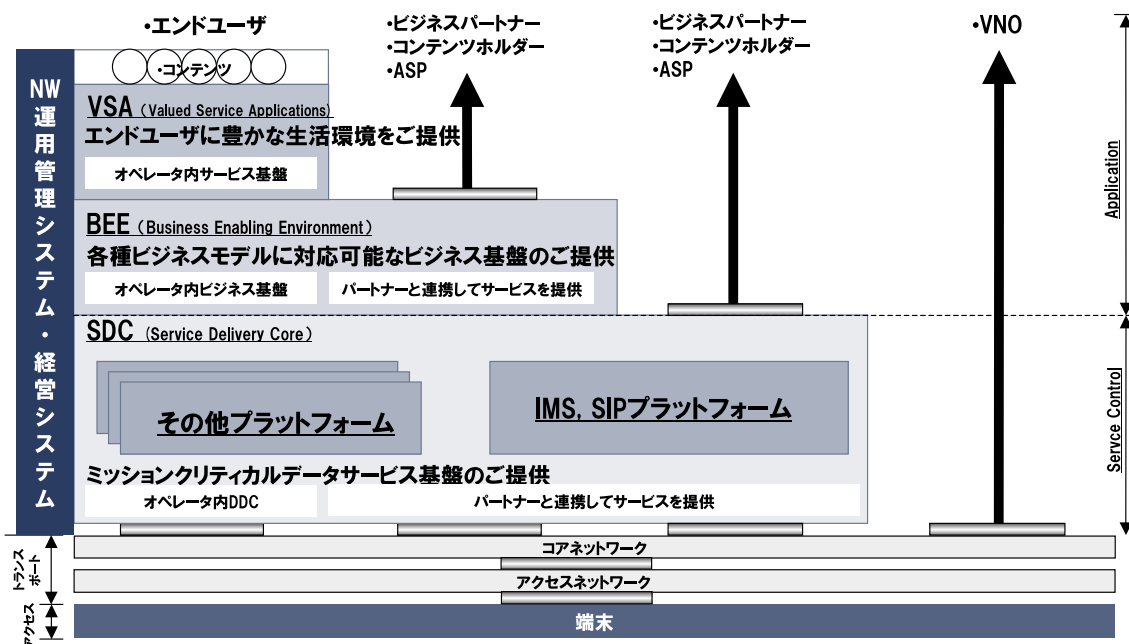 ・エンドユーザ
・ビジネスパートナー
・コンテンツホルダー
・ASP
・ビジネスパートナー
・コンテンツホルダー
・ASP
・VNO
NW運用管理システム・経営システム
・コンテンツ
VSA (Valued Service Applications)
エンドユーザに豊かな生活環境をご提供
オペレータ内サービス基盤
BEE (Business Enabling Environment)
各種ビジネスモデルに対応可能なビジネス基盤のご提供
オペレータ内ビジネス基盤
パートナーと連携してサービスを提供
Application
SDC (Service Delivery Core)
その他プラットフォーム
IMS, SIPプラットフォーム
ミッションクリティカルデータサービス基盤のご提供
オペレータ内DDC
パートナーと連携してサービスを提供
Servce Control
トランス
ポート
コアネットワーク
アクセスネットワーク
アクセス
端末